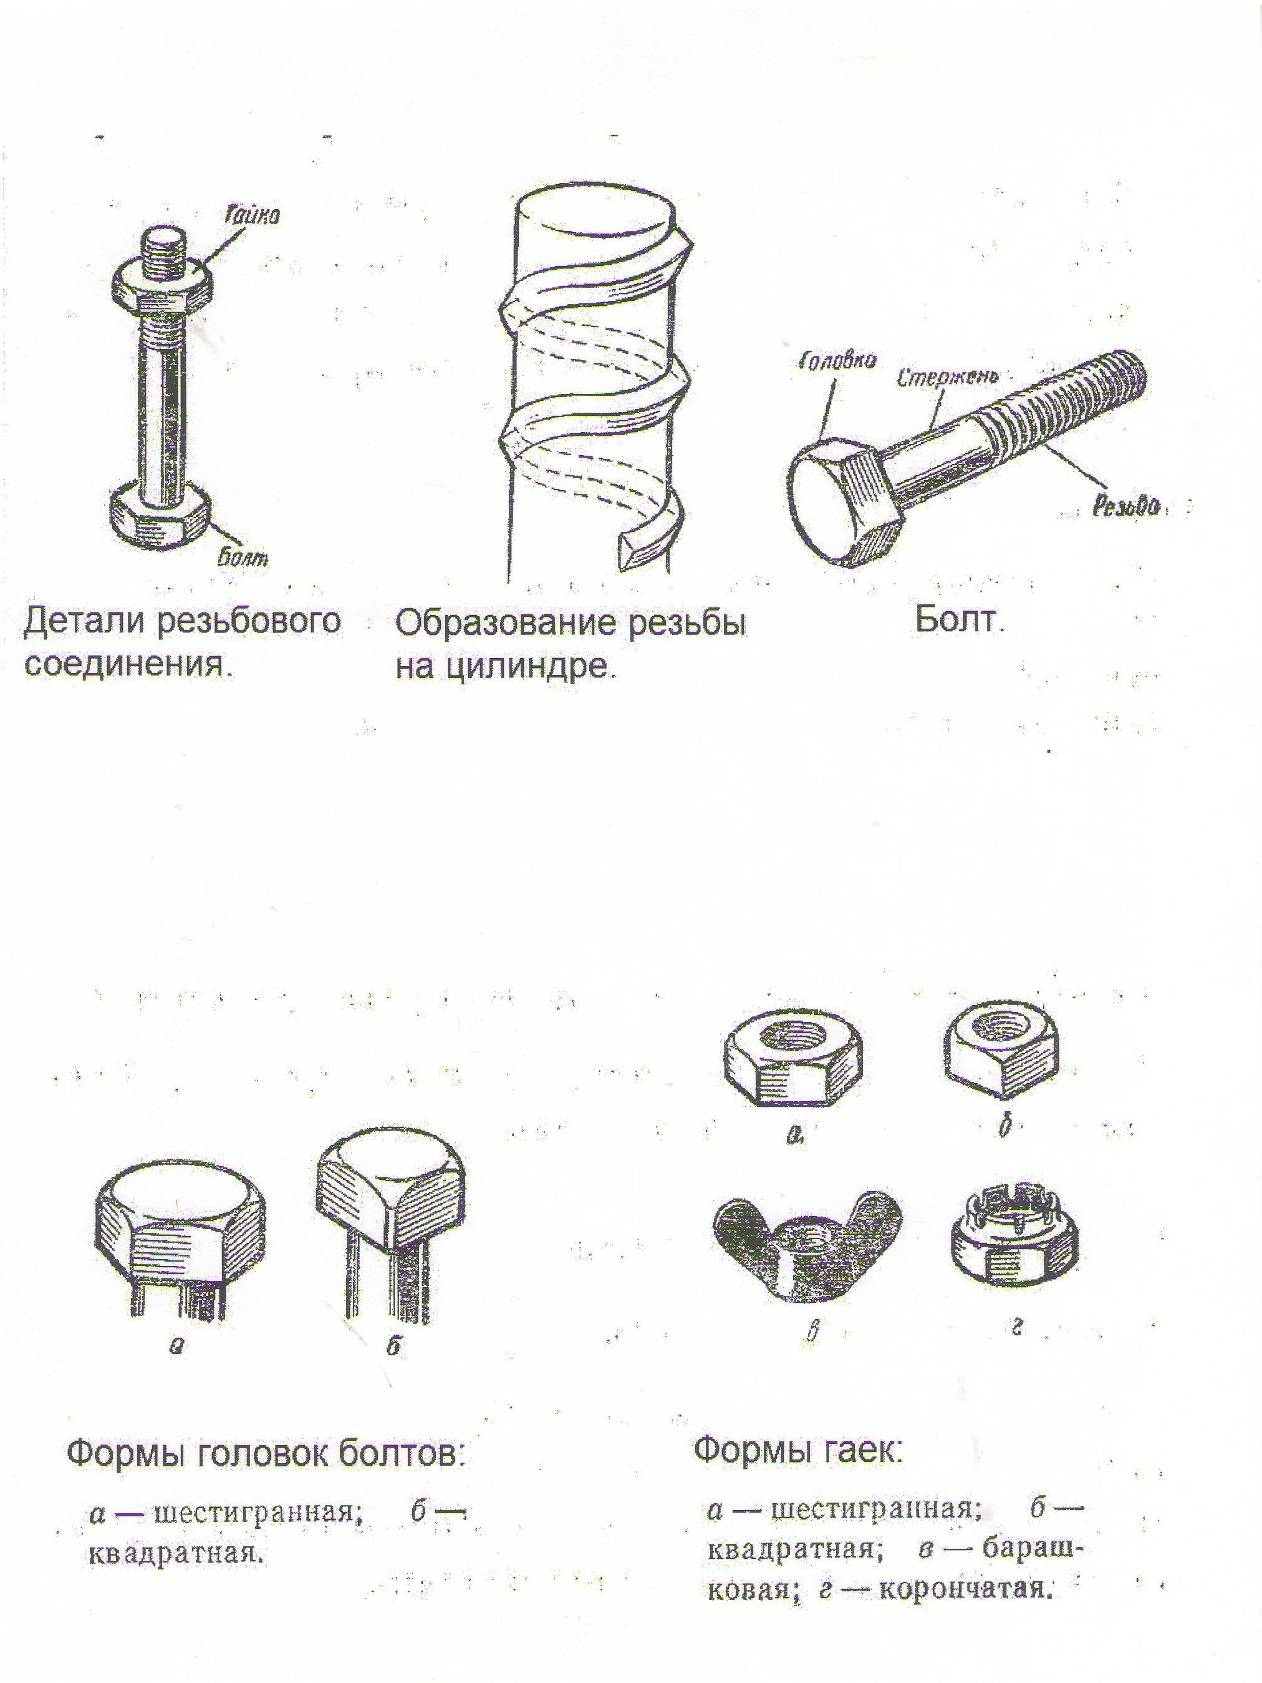 Гайка
Болт
Головка
Стержень
Резьба
Детали резьбового
соединения.
Образование резьбы
на цилиндре.
Болт.
а
б
а
б
в
г
Формы головок болтов:
а — шестигранная; б —
квадратная.
Формы гаек:
а — шестигранная; б —
квадратная; в — бараш-
ковая; г — корончатая.